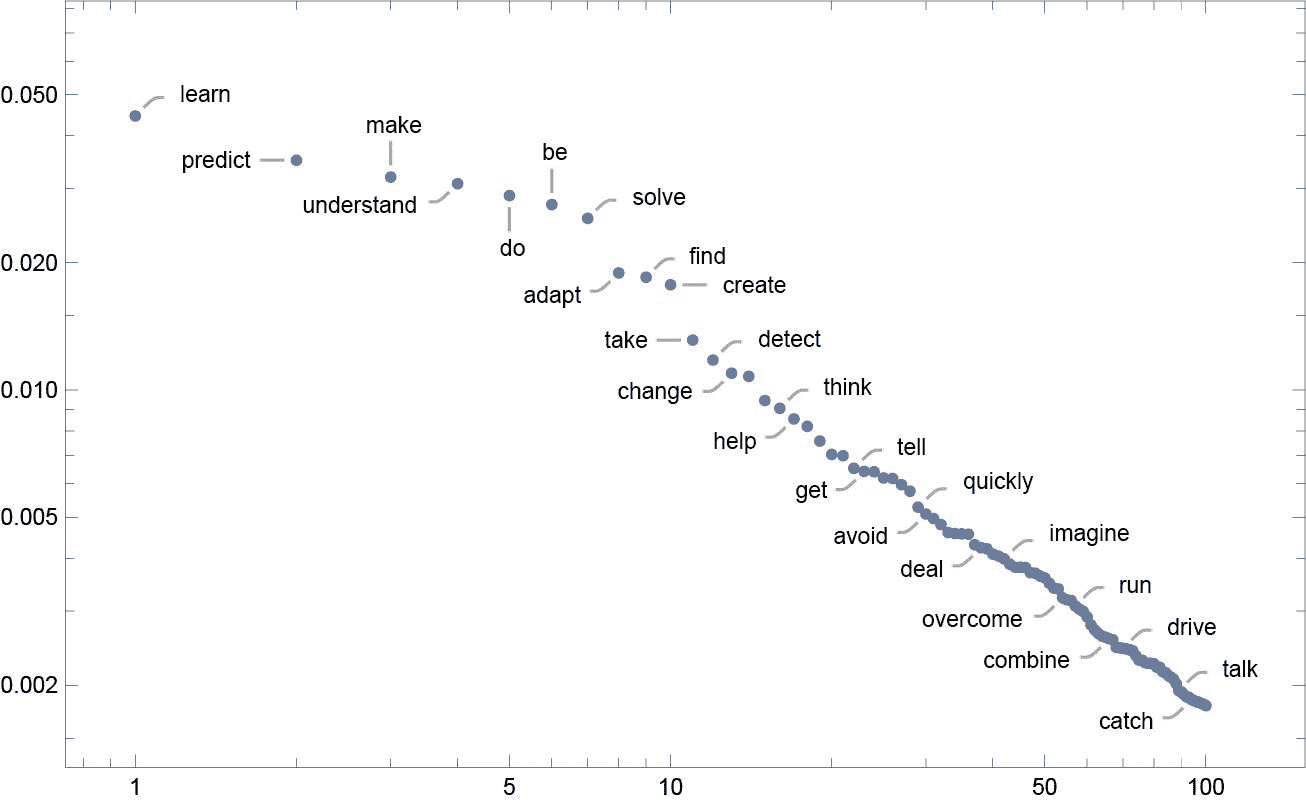 0.050
learn
make
predict
be
understand
solve
do
0.020
find
adapt
create
take
detect
0.010
change
think
help
tell
get
quickly
0.005
avoid
imagine
deal
run
overcome
drive
combine
talk
0.002
catch
1 5 10 50 100